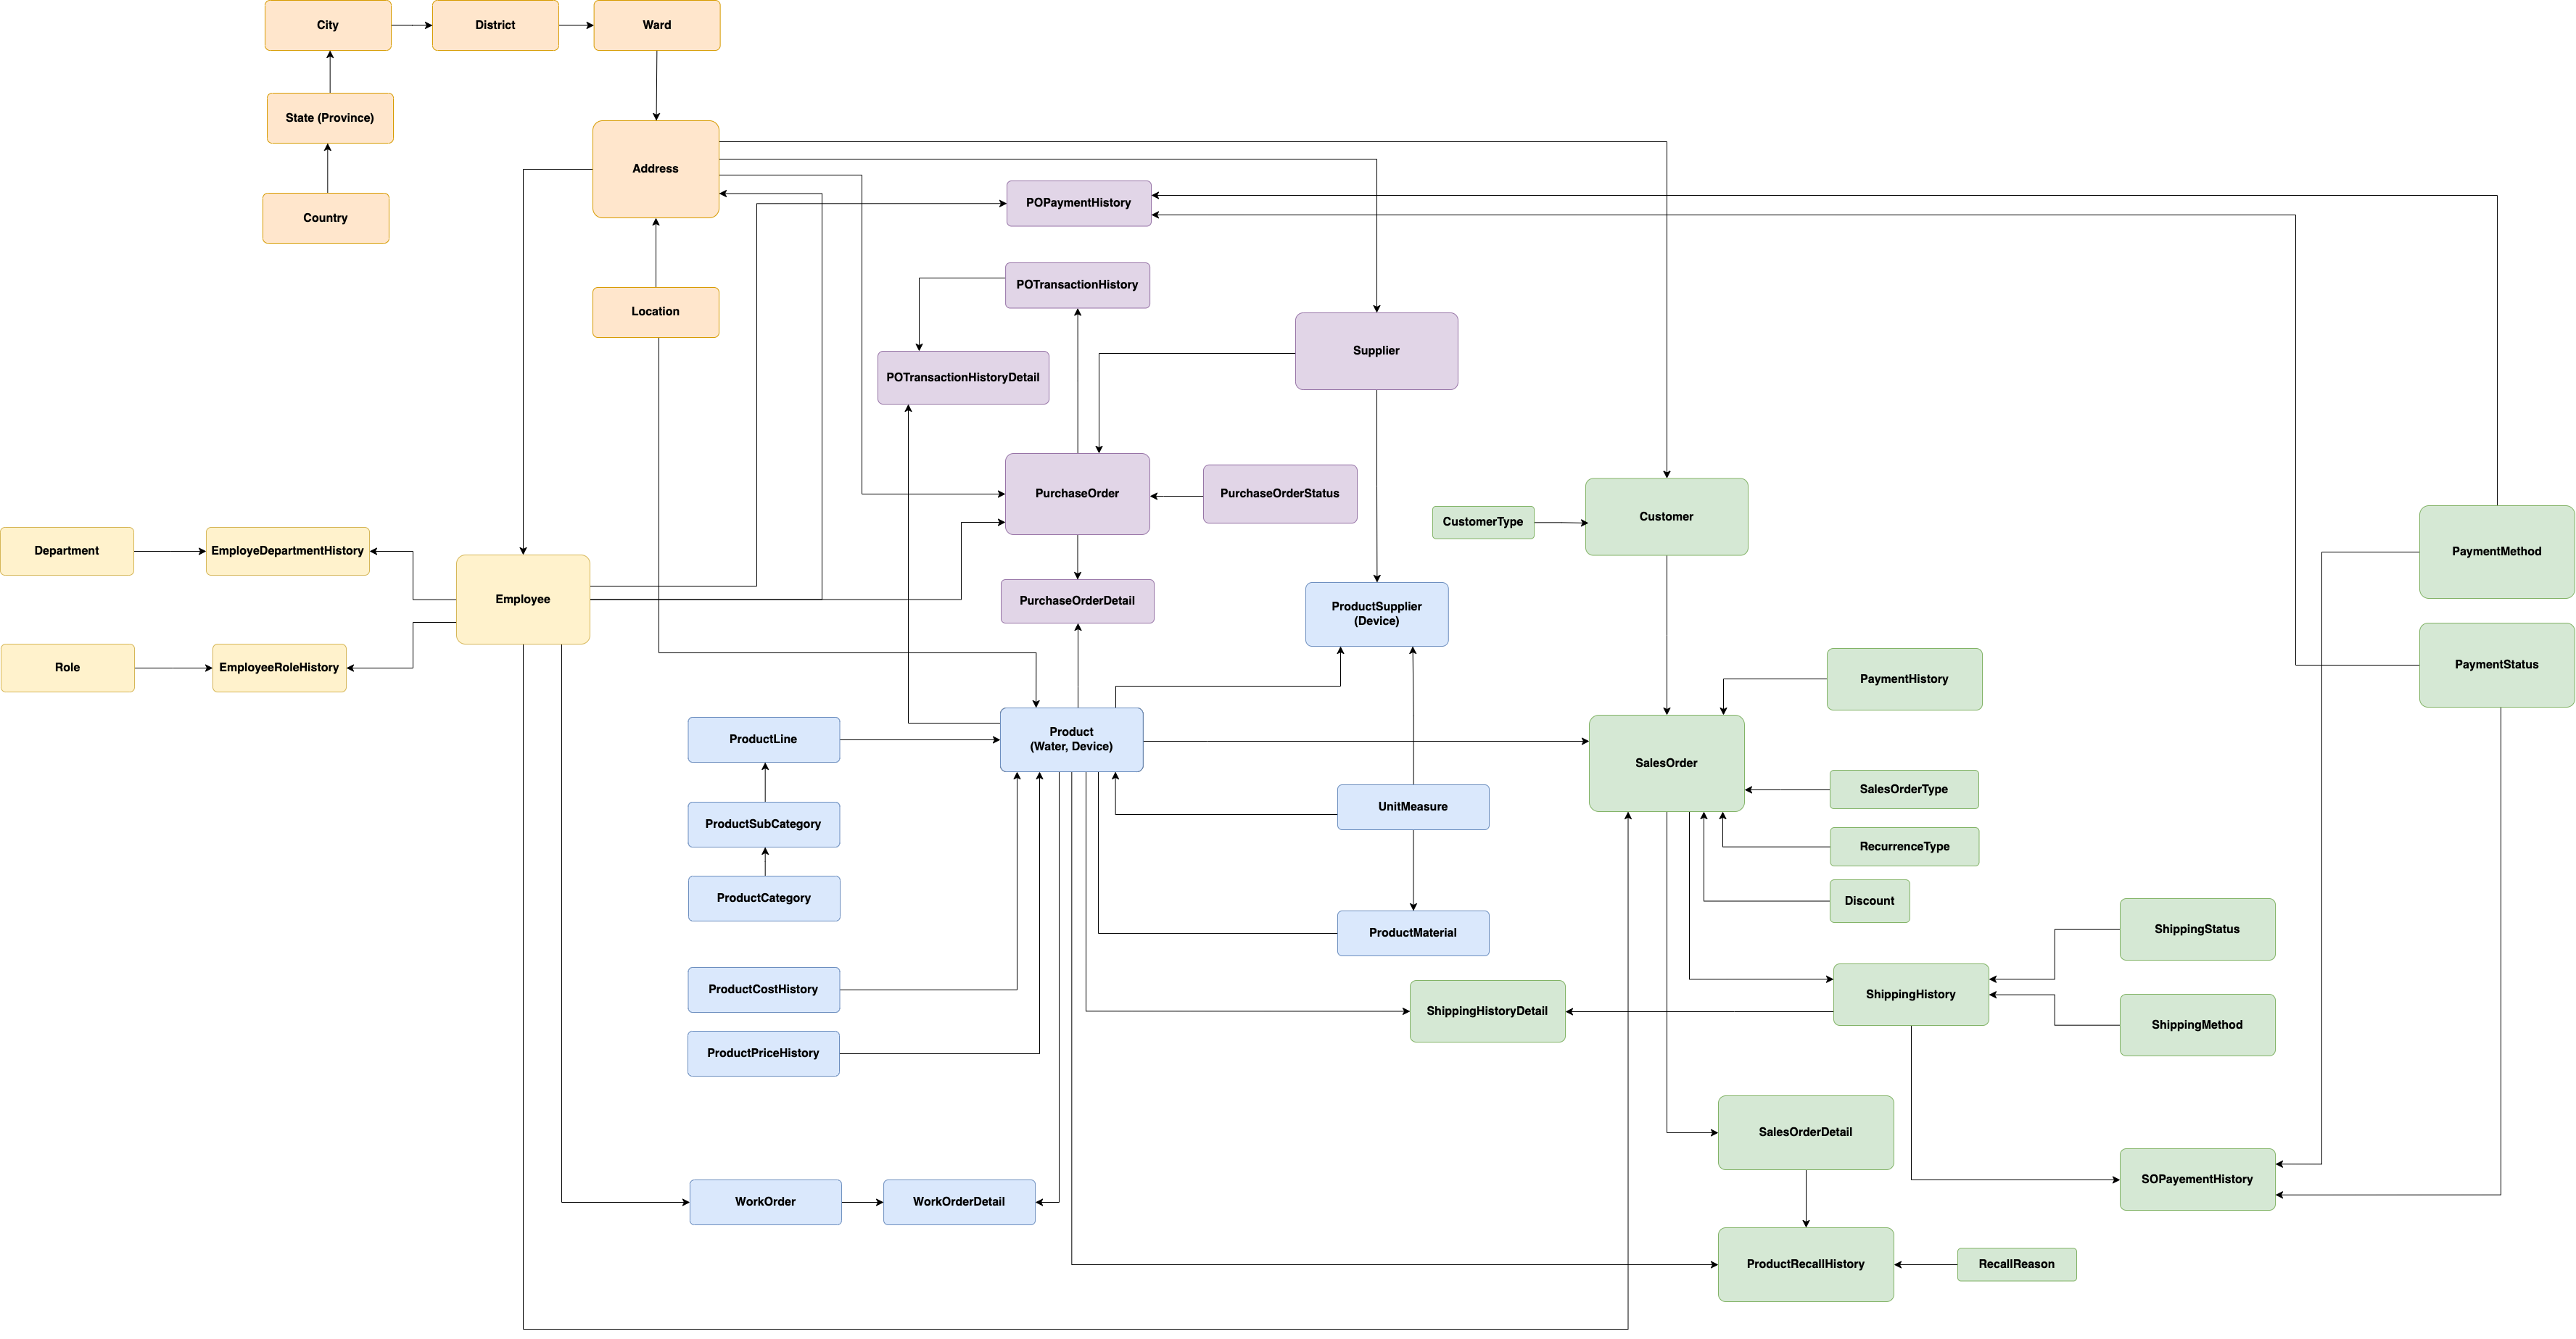 City
District
Ward
State (Province)
Address
Country
POPaymentHistory
POTransactionHistory
Location
Supplier
POTransactionHistoryDetail
PurchaseOrder
PurchaseOrderStatus
Customer
CustomerType
Department
EmployeDepartmentHistory
PaymentMethod
Employee
PurchaseOrderDetail
ProductSupplier
(Device)
Role
EmployeeRoleHistory
PaymentHistory
PaymentStatus
ProductLine
Product
(Water, Device)
SalesOrder
SalesOrderType
UnitMeasure
ProductSubCategory
RecurrenceType
ProductCategory
Discount
ProductMaterial
ShippingStatus
ProductCostHistory
ShippingHistory
ShippingHistoryDetail
ShippingMethod
ProductPriceHistory
SalesOrderDetail
SOPayementHistory
WorkOrder
WorkOrderDetail
ProductRecallHistory
RecallReason